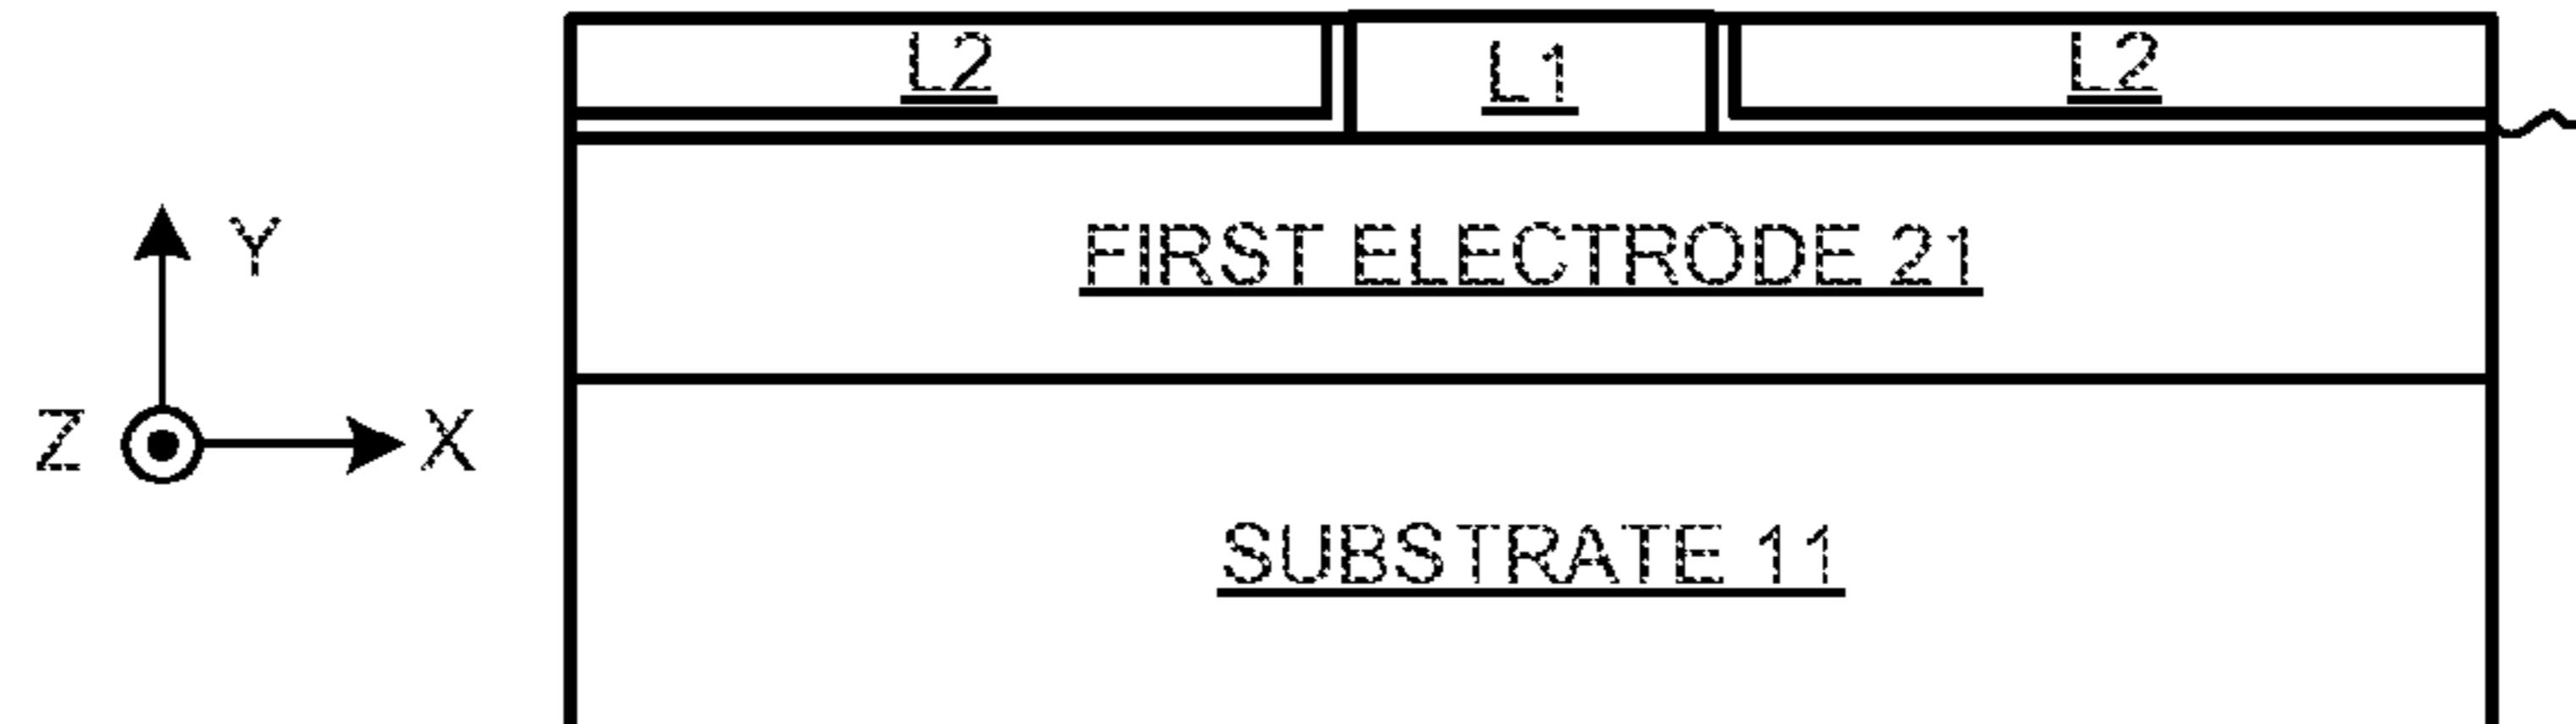 L2
L1
L2
Y
FIRST ELECTRODE 21
Z
X
SUBSTRATE 11